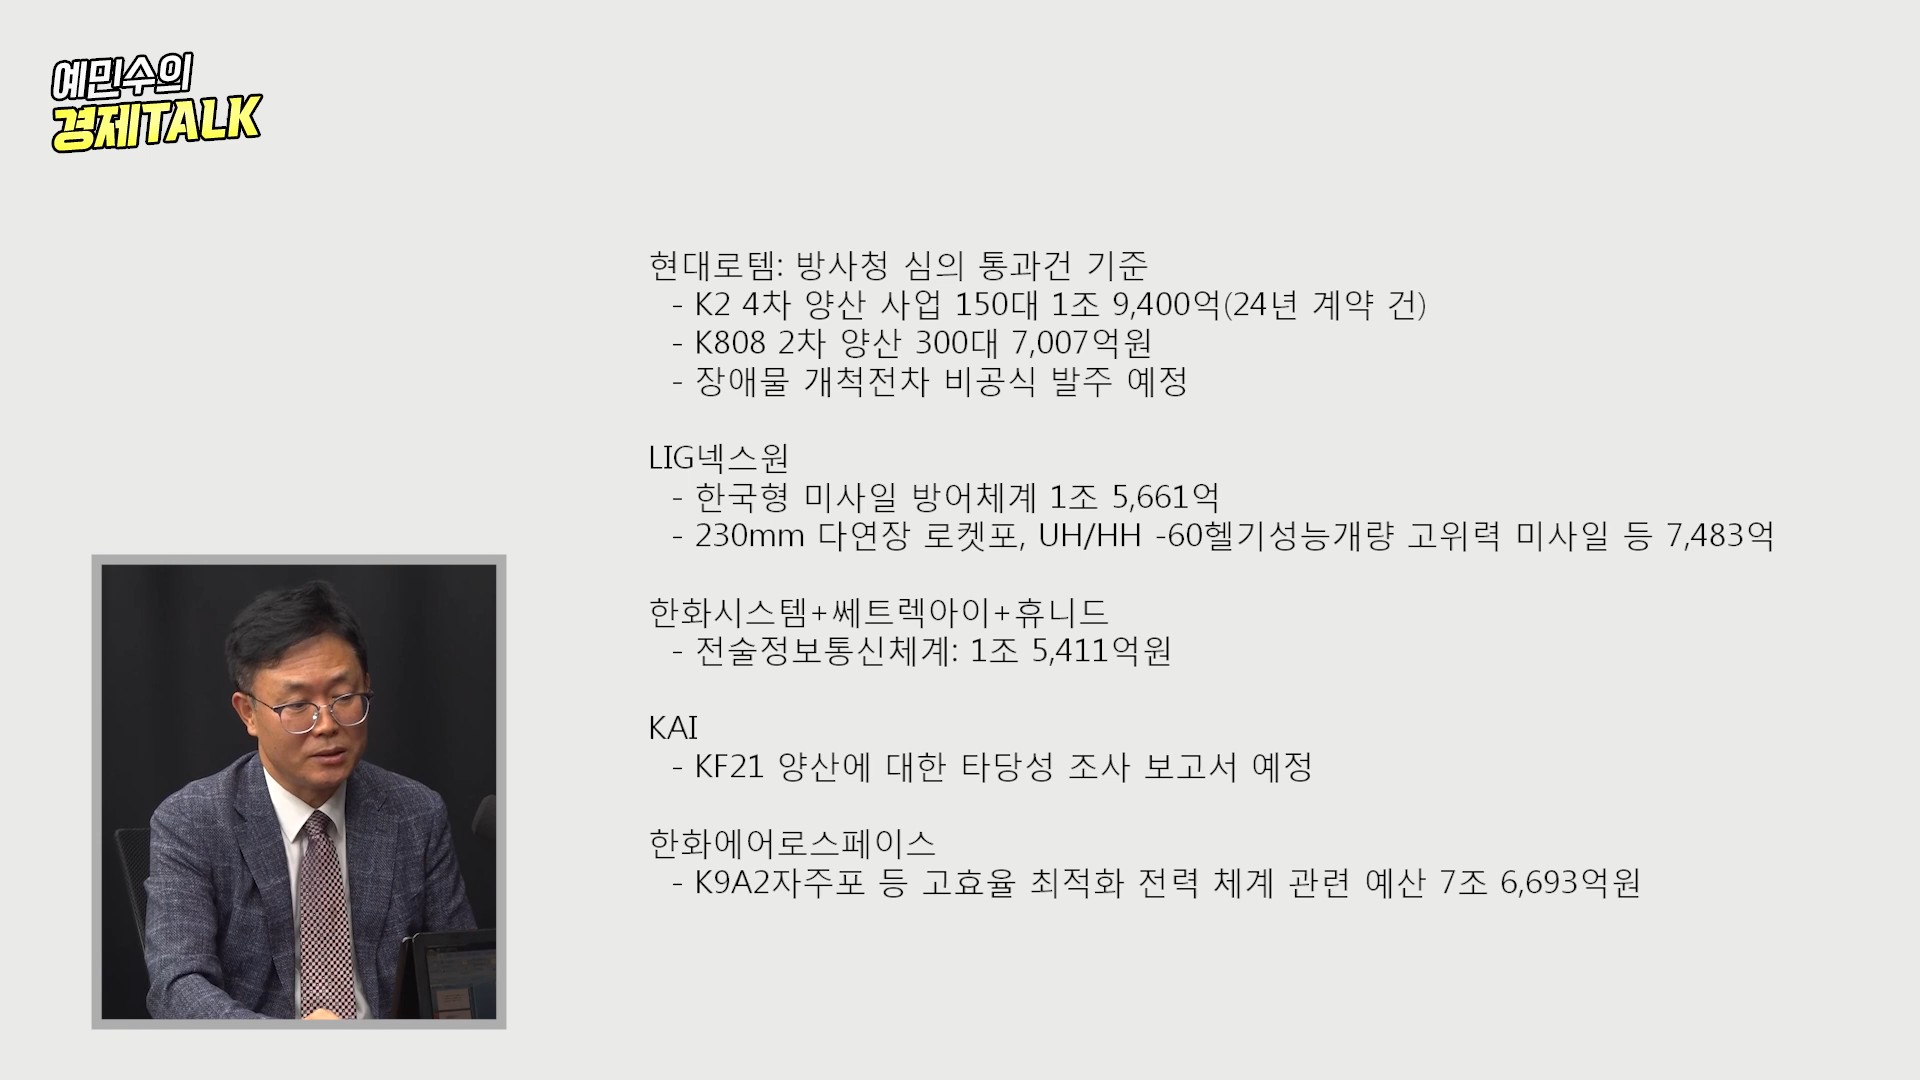 예민수의
경제TALK
현대로템: 방사청 심의 통과건 기준
- K2 4차 양산 사업 150대 1조 9,400억(24년 계약 건)
- K808 2차 양산 300대 7,007억원
- 장애물 개척전차 비공식 발주 예정
LIG넥스원
- 한국형 미사일 방어체계 1조 5,661억
- 230mm 다연장 로켓포, UH/HH -60헬기성능개량 고위력 미사일 등 7,483억
한화시스템+쎄트렉아이+휴니드
- 전술정보통신체계: 1조 5,411억원
KAI
- KF21 양산에 대한 타당성 조사 보고서 예정
한화에어로스페이스
- K9A2자주포 등 고효율 최적화 전력 체계 관련 예산 7조 6,693억원